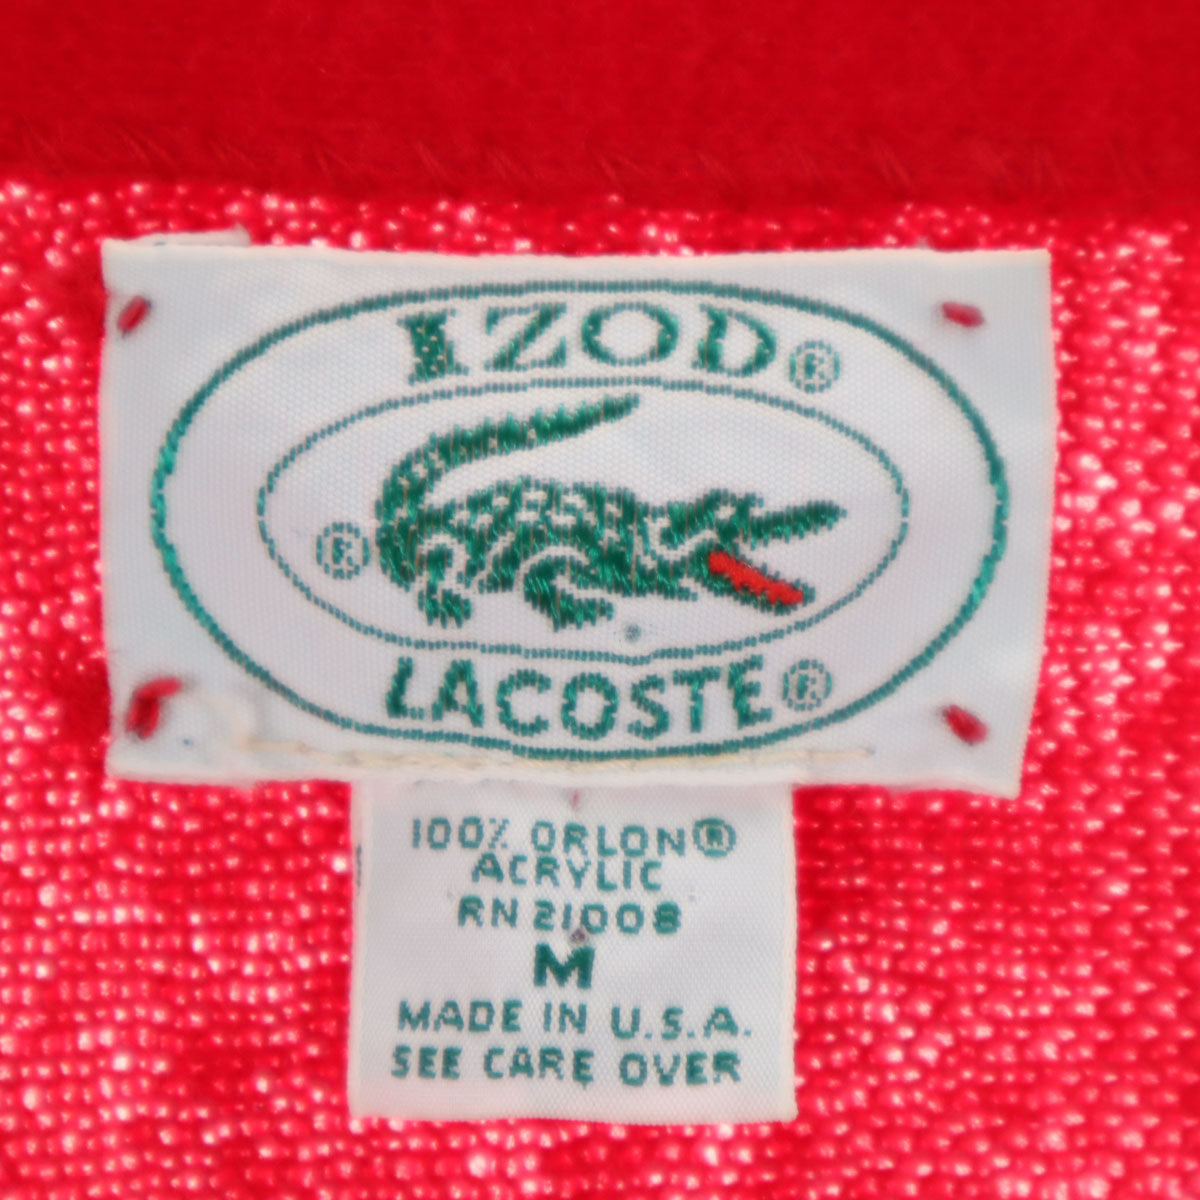 IZOD®
®
LACOSTE®
100% ORLON®
ACRYLIC
RN 21008
M
MADE IN U.S.A.
SEE CARE OVER